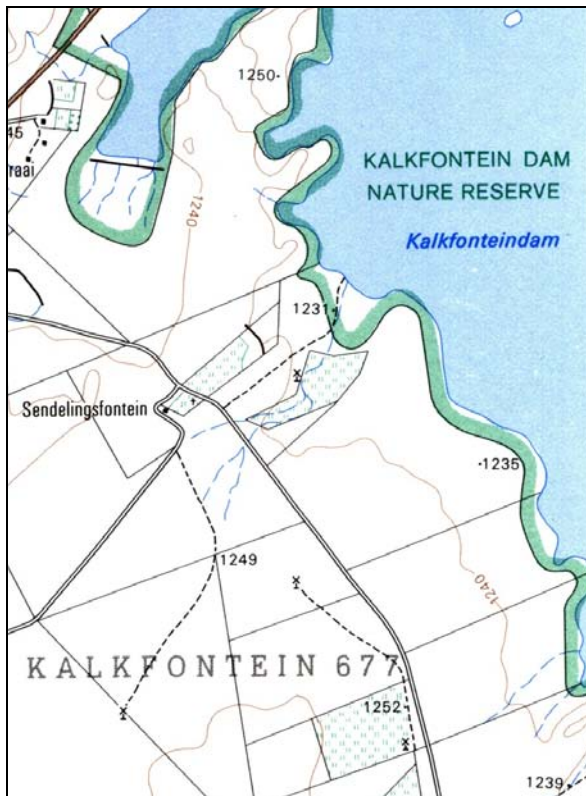 1250
45
raai
KALKFONTEIN DAM
NATURE RESERVE
1240
Kalkfonteindam
1231
Sendelingsfontein
1235
1249
1240
KALKFONTEIN 677
1252
1239